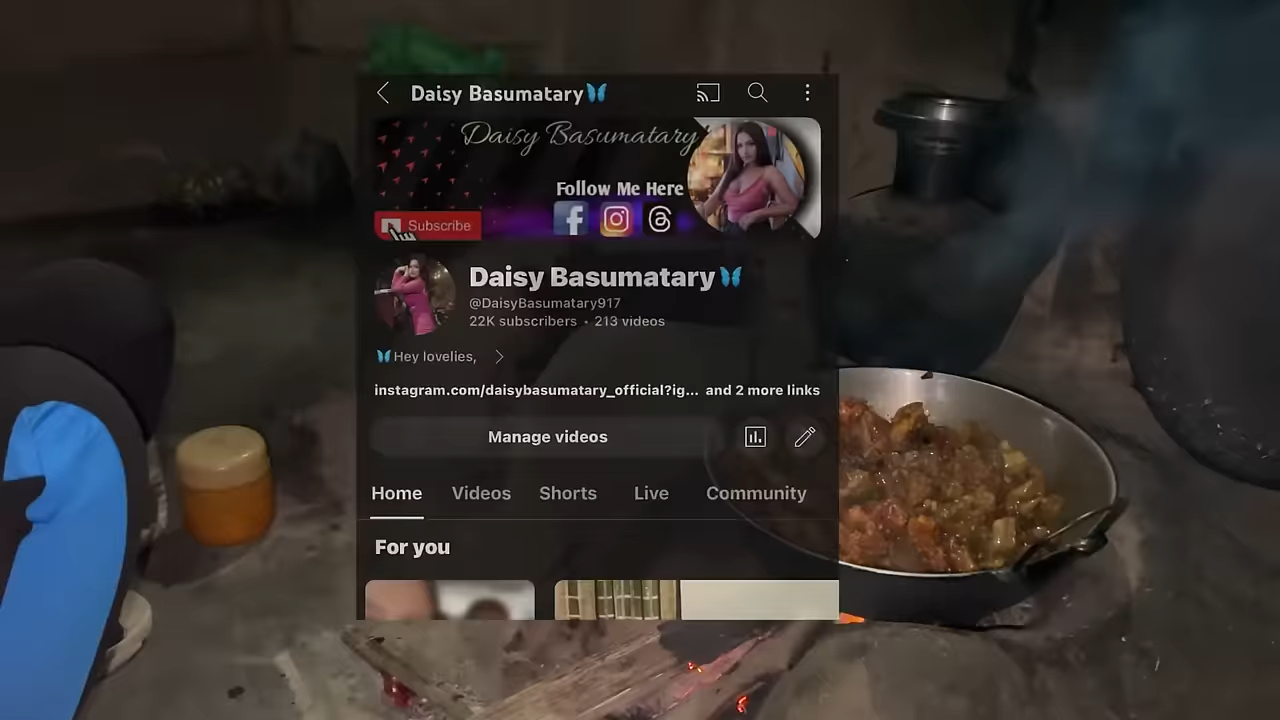 Daisy Basumatary🦋
Daisy Basumatary
Follow Me Here
Subscribe
Daisy Basumatary🦋
@DaisyBasumatary917
22K subscribers • 213 videos
🦋Hey lovelies,
instagram.com/daisybasumatary_official?ig... and 2 more links
Manage videos
Home Videos Shorts Live Community
For you